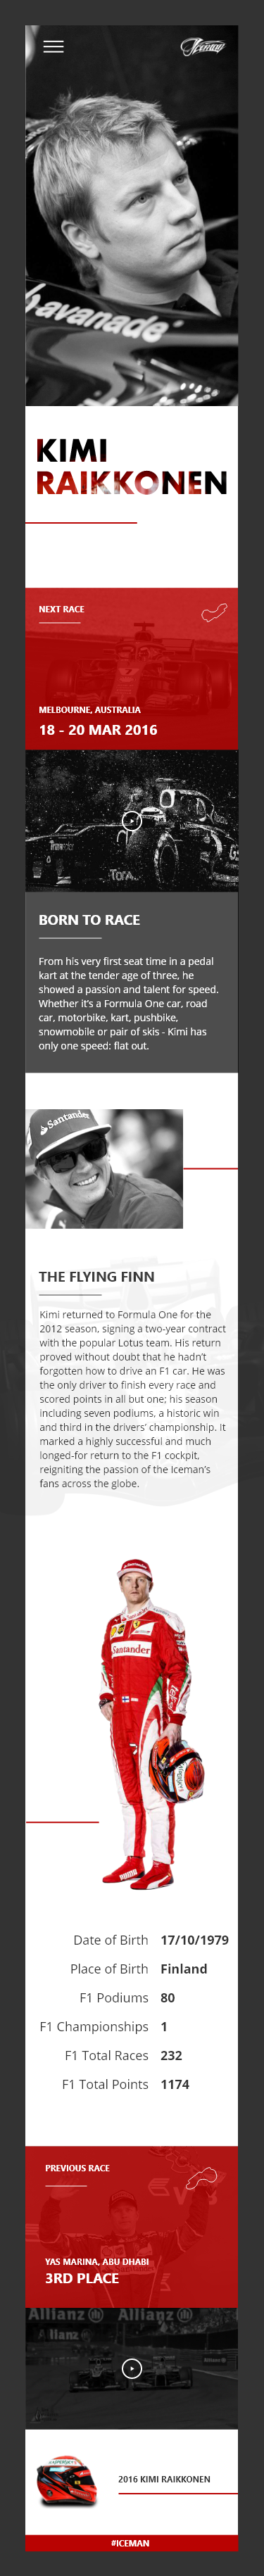 Iceman
avanade
KIMI
RAIKKONEN
NEXT RACE
MELBOURNE, AUSTRALIA
18 - 20 MAR 2016
Toro
BORN TO RACE
From his very first seat time in a pedal
kart at the tender age of three, he
showed a passion and talent for speed.
Whether it's a Formula One car, road
car, motorbike, kart, pushbike,
snowmobile or pair of skis - Kimi has
only one speed: flat out.
Santander
THE FLYING FINN
Kimi returned to Formula One for the
2012 season, signing a two-year contract
with the popular Lotus team. His return
proved without doubt that he hadn't
forgotten how to drive an F1 car. He was
the only driver to finish every race and
scored points in all but one; his season
including seven podiums, a historic win
and third in the drivers' championship. It
marked a highly successful and much
longed-for return to the F1 cockpit,
reigniting the passion of the Iceman's
fans across the globe.
Santander
Date of Birth 17/10/1979
Place of Birth Finland
F1 Podiums 80
F1 Championships 1
F1 Total Races 232
F1 Total Points 1174
PREVIOUS RACE
YAS MARINA, ABU DHABI
3RD PLACE
Allianz Allianz
Allianz
2016 KIMI RAIKKONEN
#ICEMAN